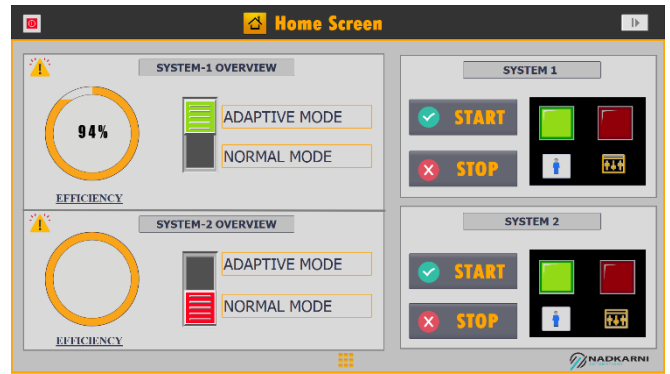 Home Screen
SYSTEM-1 OVERVIEW
94%
ADAPTIVE MODE
NORMAL MODE
EFFICIENCY
SYSTEM 1
START
STOP
SYSTEM-2 OVERVIEW
ADAPTIVE MODE
NORMAL MODE
EFFICIENCY
SYSTEM 2
START
STOP
NADKARNI